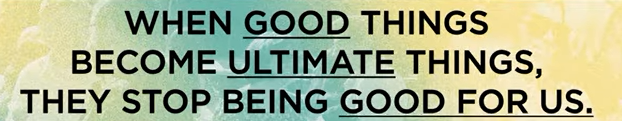 WHEN GOOD THINGS
BECOME ULTIMATE THINGS,
THEY STOP BEING GOOD FOR US.